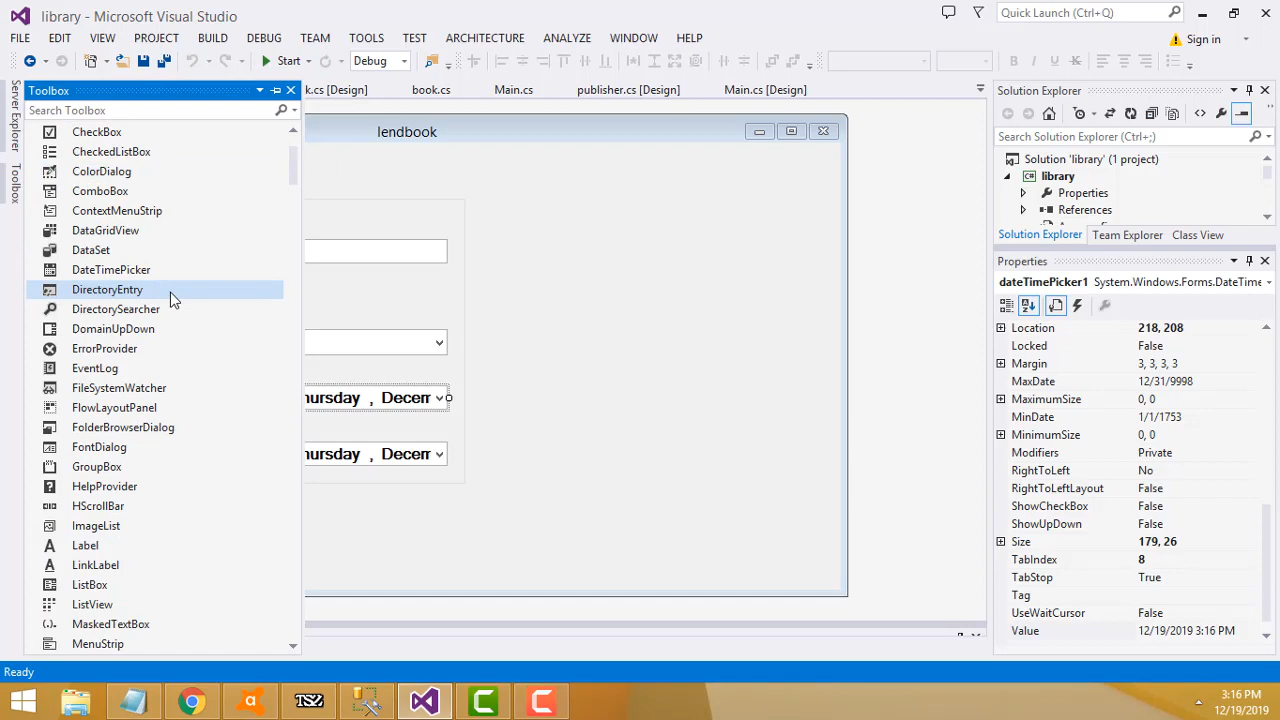 library - Microsoft Visual Studio
Quick Launch (Ctrl+Q)
FILE EDIT VIEW PROJECT BUILD DEBUG TEAM TOOLS TEST ARCHITECTURE ANALYZE WINDOW HELP
Sign in
Start Debug
B I U
Server Explorer
Toolbox
Toolbox
Search Toolbox
CheckBox
CheckedListBox
ColorDialog
ComboBox
ContextMenuStrip
DataGridView
DataSet
DateTimePicker
DirectoryEntry
DirectorySearcher
DomainUpDown
ErrorProvider
EventLog
FileSystemWatcher
FlowLayoutPanel
FolderBrowserDialog
FontDialog
GroupBox
HelpProvider
HScrollBar
ImageList
Label
LinkLabel
ListBox
ListView
MaskedTextBox
MenuStrip
k.cs [Design] book.cs Main.cs publisher.cs [Design] Main.cs [Design]
lendbook
hursday , Decem
hursday , Decem
Solution Explorer
Search Solution Explorer (Ctrl+;)
Solution 'library' (1 project)
C# library
Properties
References
Solution Explorer Team Explorer Class View
Properties
dateTimePicker1 System.Windows.Forms.DateTime
Location 218, 208
Locked False
Margin 3, 3, 3, 3
MaxDate 12/31/9998
MaximumSize 0, 0
MinDate 1/1/1753
MinimumSize 0, 0
Modifiers Private
RightToLeft No
RightToLeftLayout False
ShowCheckBox False
ShowUpDown False
Size 179, 26
TabIndex 8
TabStop True
Tag
UseWaitCursor False
Value 12/19/2019 3:16 PM
Ready
TS2
3:16 PM
12/19/2019